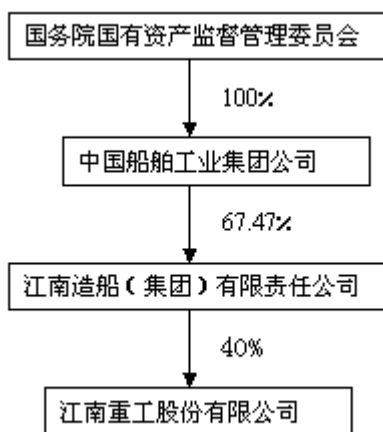 国务院国有资产监督管理委员会
100%
中国船舶工业集团公司
67.47%
江南造船（集团）有限责任公司
40%
江南重工股份有限公司